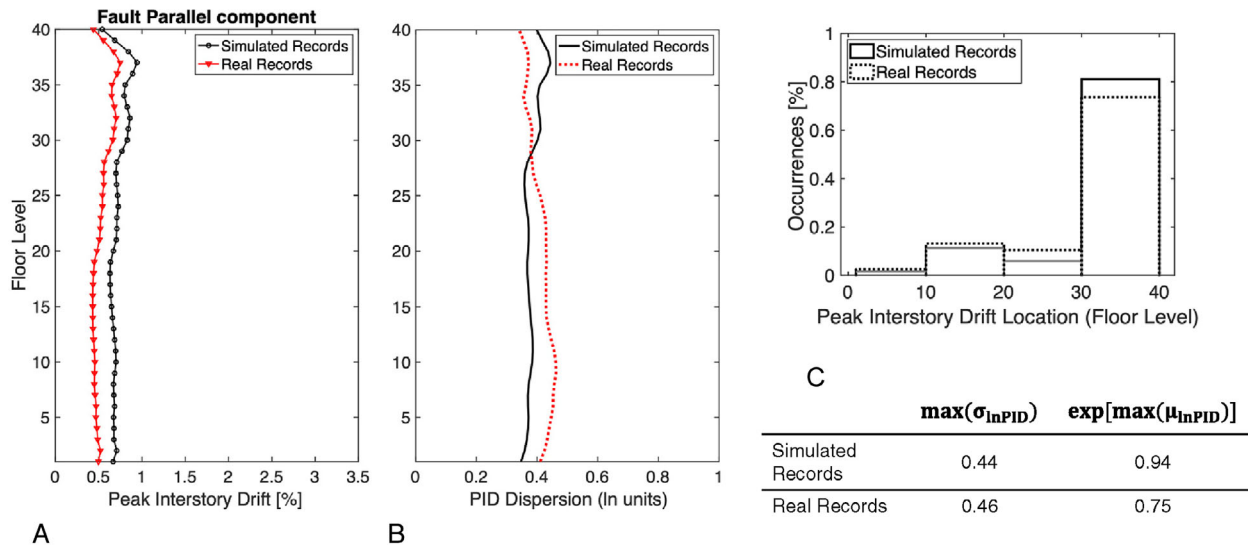 Fault Parallel component
40
35
30
25
20
15
10
5
Floor Level
Simulated Records
Real Records
0
0.5
1
1.5
2
2.5
3
3.5
Peak Interstory Drift [%]
A
40
35
30
25
20
15
10
5
Simulated Records
Real Records
0
0.2
0.4
0.6
0.8
1
PID Dispersion (ln units)
B
1
0.8
0.6
0.4
0.2
0
Occurrences [%]
Simulated Records
Real Records
0
10
20
30
40
Peak Interstory Drift Location (Floor Level)
C
max(σlnPID) exp[max(μlnPID)]
Simulated
Records 0.44 0.94
Real Records 0.46 0.75